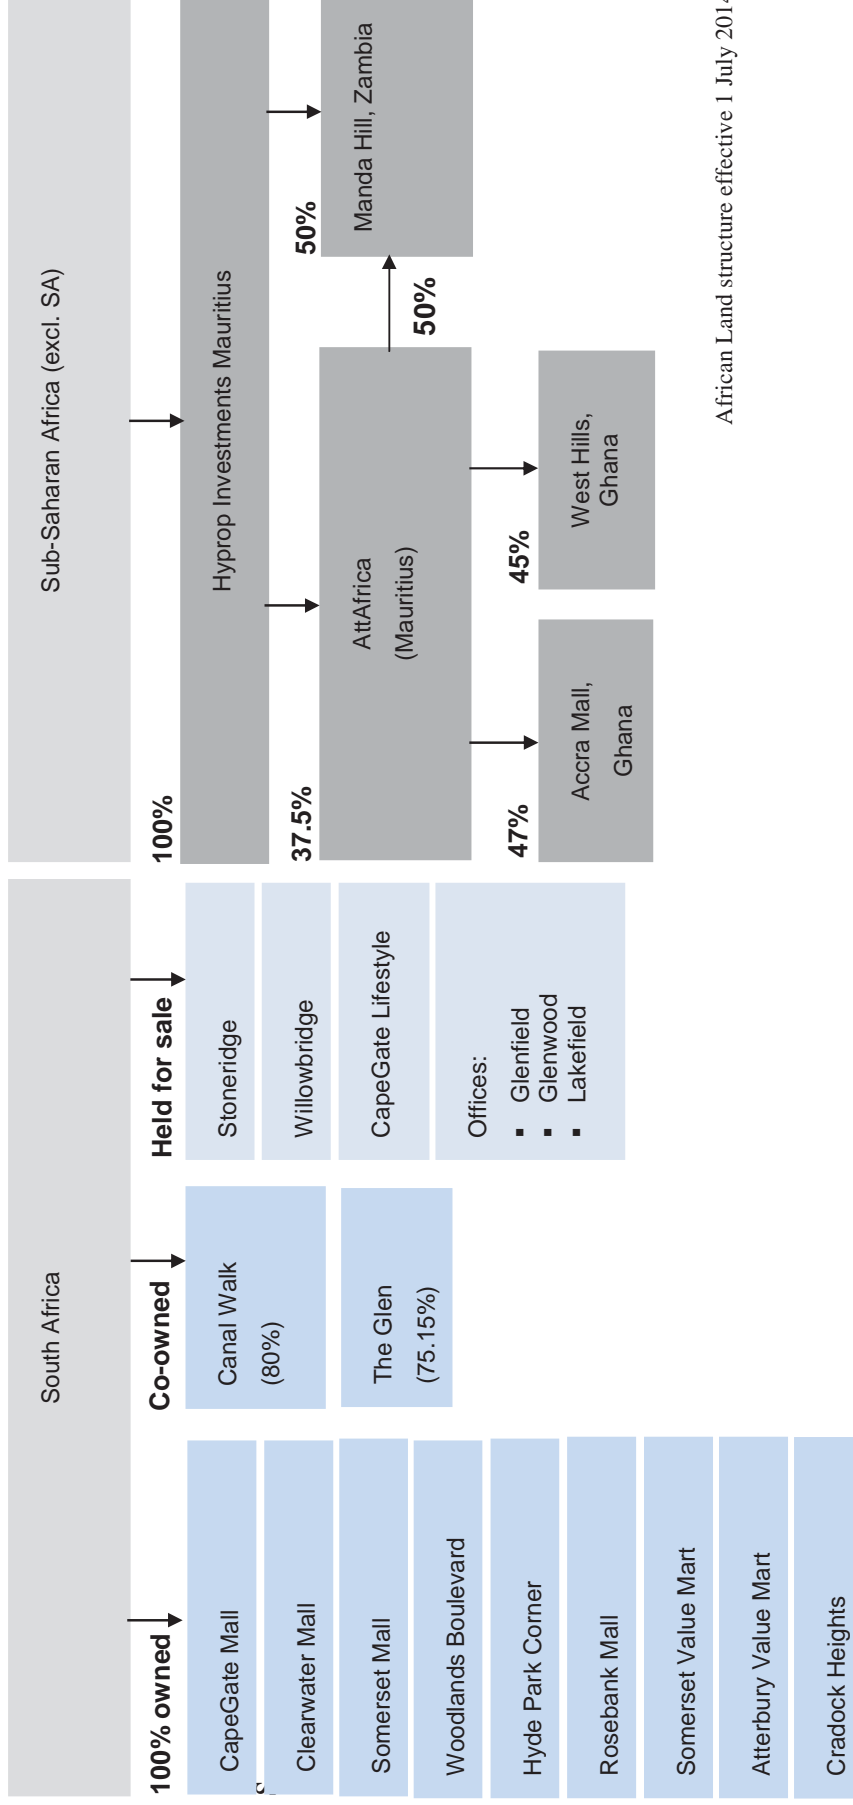 South Africa
Sub-Saharan Africa (excl. SA)
100% owned
CapeGate Mall
Clearwater Mall
Somerset Mall
Woodlands Boulevard
Hyde Park Corner
Rosebank Mall
Somerset Value Mart
Atterbury Value Mart
Cradock Heights
Co-owned
Canal Walk
(80%)
The Glen
(75.15%)
Held for sale
Stoneridge
Willowbridge
CapeGate Lifestyle
Offices:
▪ Glenfield
▪ Glenwood
▪ Lakefield
100%
Hyprop Investments Mauritius
37.5%
AttAfrica
(Mauritius)
50%
Manda Hill, Zambia
50%
47%
Accra Mall,
Ghana
45%
West Hills,
Ghana
African Land structure effective 1 July 2014